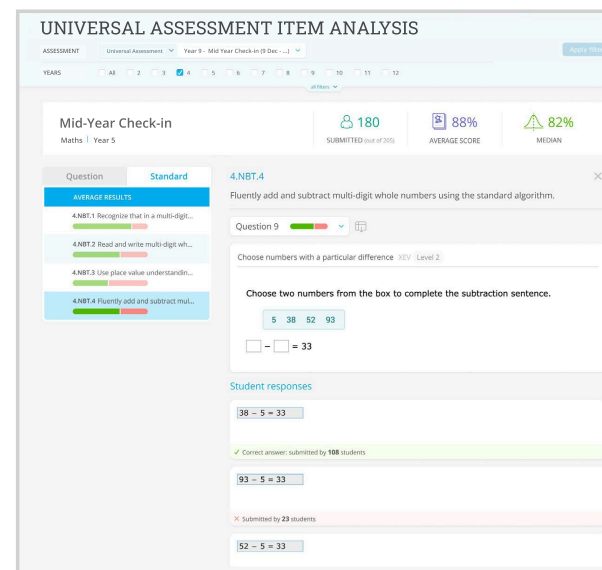 UNIVERSAL ASSESSMENT ITEM ANALYSIS
ASSESSMENT Universal Assessment Year 9 - Mid Year Check-in (9 Dec - ...)
Apply filter
YEARS All 2 3 4 5 6 7 8 9 10 11 12
all filters
Mid-Year Check-in
Maths Year 5
180
SUBMITTED (out of 205)
88%
AVERAGE SCORE
82%
MEDIAN
Question Standard
AVERAGE RESULTS
4.NBT.1 Recognize that in a multi-digit...
4.NBT.2 Read and write multi-digit wh...
4.NBT.3 Use place value understandin...
4.NBT.4 Fluently add and subtract mul...
4.NBT.4
Fluently add and subtract multi-digit whole numbers using the standard algorithm.
Question 9
Choose numbers with a particular difference XEV Level 2
Choose two numbers from the box to complete the subtraction sentence.
5 38 52 93
− = 33
Student responses
38 − 5 = 33
✓ Correct answer: submitted by 108 students
93 − 5 = 33
× Submitted by 23 students
52 − 5 = 33